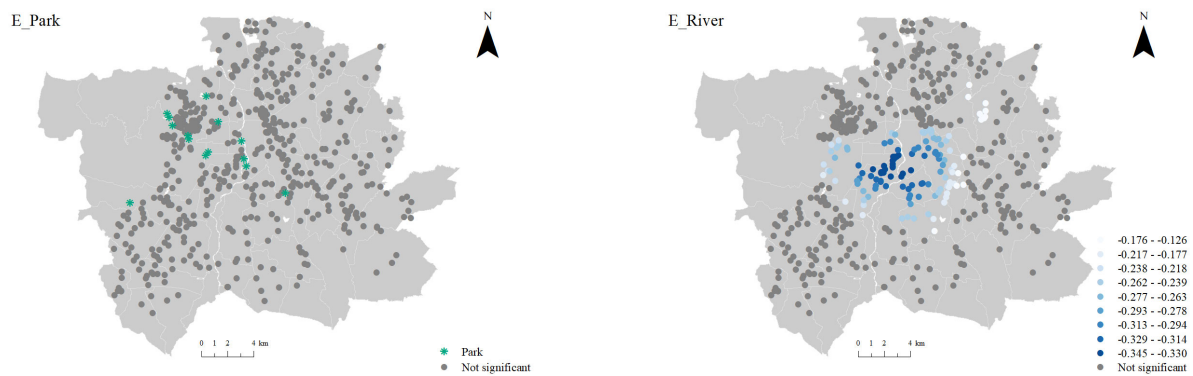 E_Park
N
0 1 2 4 km
Park
Not significant
E_River
N
0 1 2 4 km
-0.176 - -0.126
-0.217 - -0.177
-0.238 - -0.218
-0.262 - -0.239
-0.277 - -0.263
-0.293 - -0.278
-0.313 - -0.294
-0.329 - -0.314
-0.345 - -0.330
Not significant